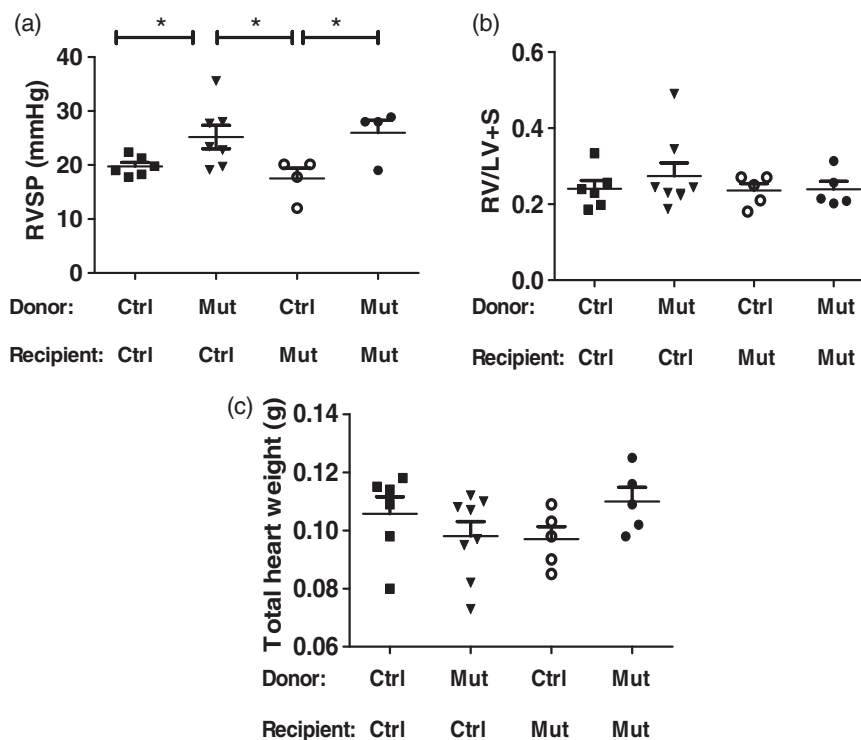 (a)
* * *
RVSP (mmHg)
40
30
20
10
0
Donor: Ctrl Mut Ctrl Mut
Recipient: Ctrl Ctrl Mut Mut
(b)
RV/LV+S
0.6
0.4
0.2
0.0
Donor: Ctrl Mut Ctrl Mut
Recipient: Ctrl Ctrl Mut Mut
(c)
Total heart weight (g)
0.14
0.12
0.10
0.08
0.06
Donor: Ctrl Mut Ctrl Mut
Recipient: Ctrl Ctrl Mut Mut